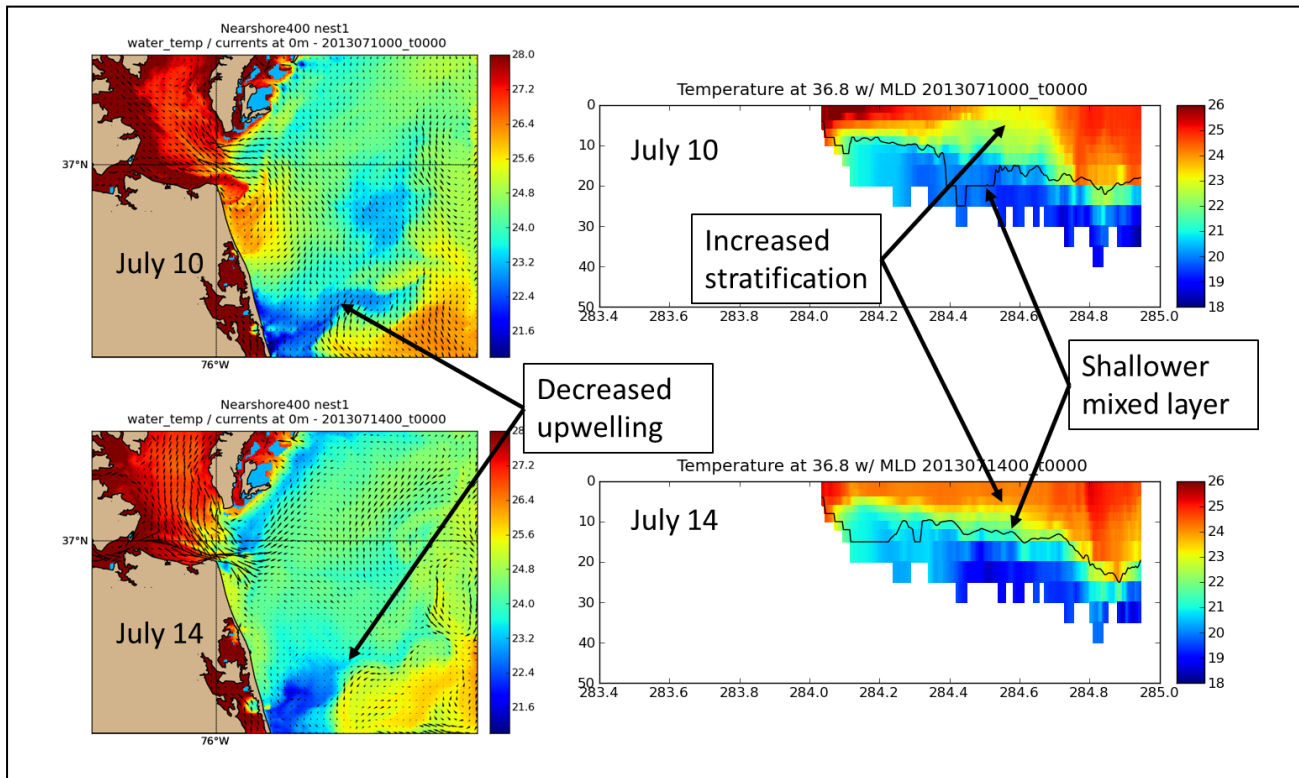 Nearshore400 nest1
water_temp / currents at 0m - 2013071000_t0000
28.0
27.2
26.4
25.6
24.8
24.0
23.2
22.4
21.6
37°N
76°W
July 10
Temperature at 36.8 w/ MLD 2013071000_t0000
0
10
20
30
40
50
283.4 283.6 283.8 284.0 284.2 284.4 284.6 284.8 285.0
26
25
24
23
22
21
20
19
18
July 10
Increased
stratification
Shallower
mixed layer
Decreased
upwelling
Nearshore400 nest1
water_temp / currents at 0m - 2013071400_t0000
27.2
26.4
25.6
24.8
24.0
23.2
22.4
21.6
37°N
76°W
July 14
Temperature at 36.8 w/ MLD 2013071400_t0000
0
10
20
30
40
50
283.4 283.6 283.8 284.0 284.2 284.4 284.6 284.8 285.0
26
25
24
23
22
21
20
19
18
July 14